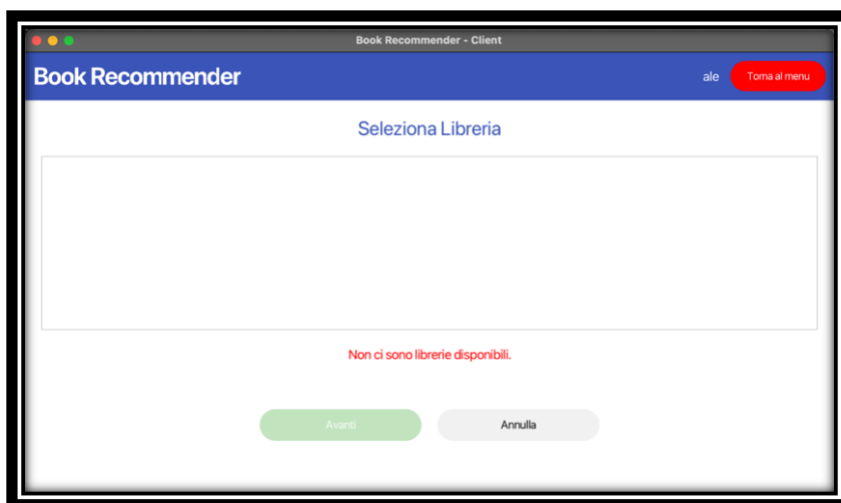 Book Recommender - Client
Book Recommender
ale
Torna al menu
Seleziona Libreria
Non ci sono librerie disponibili.
Avanti
Annulla